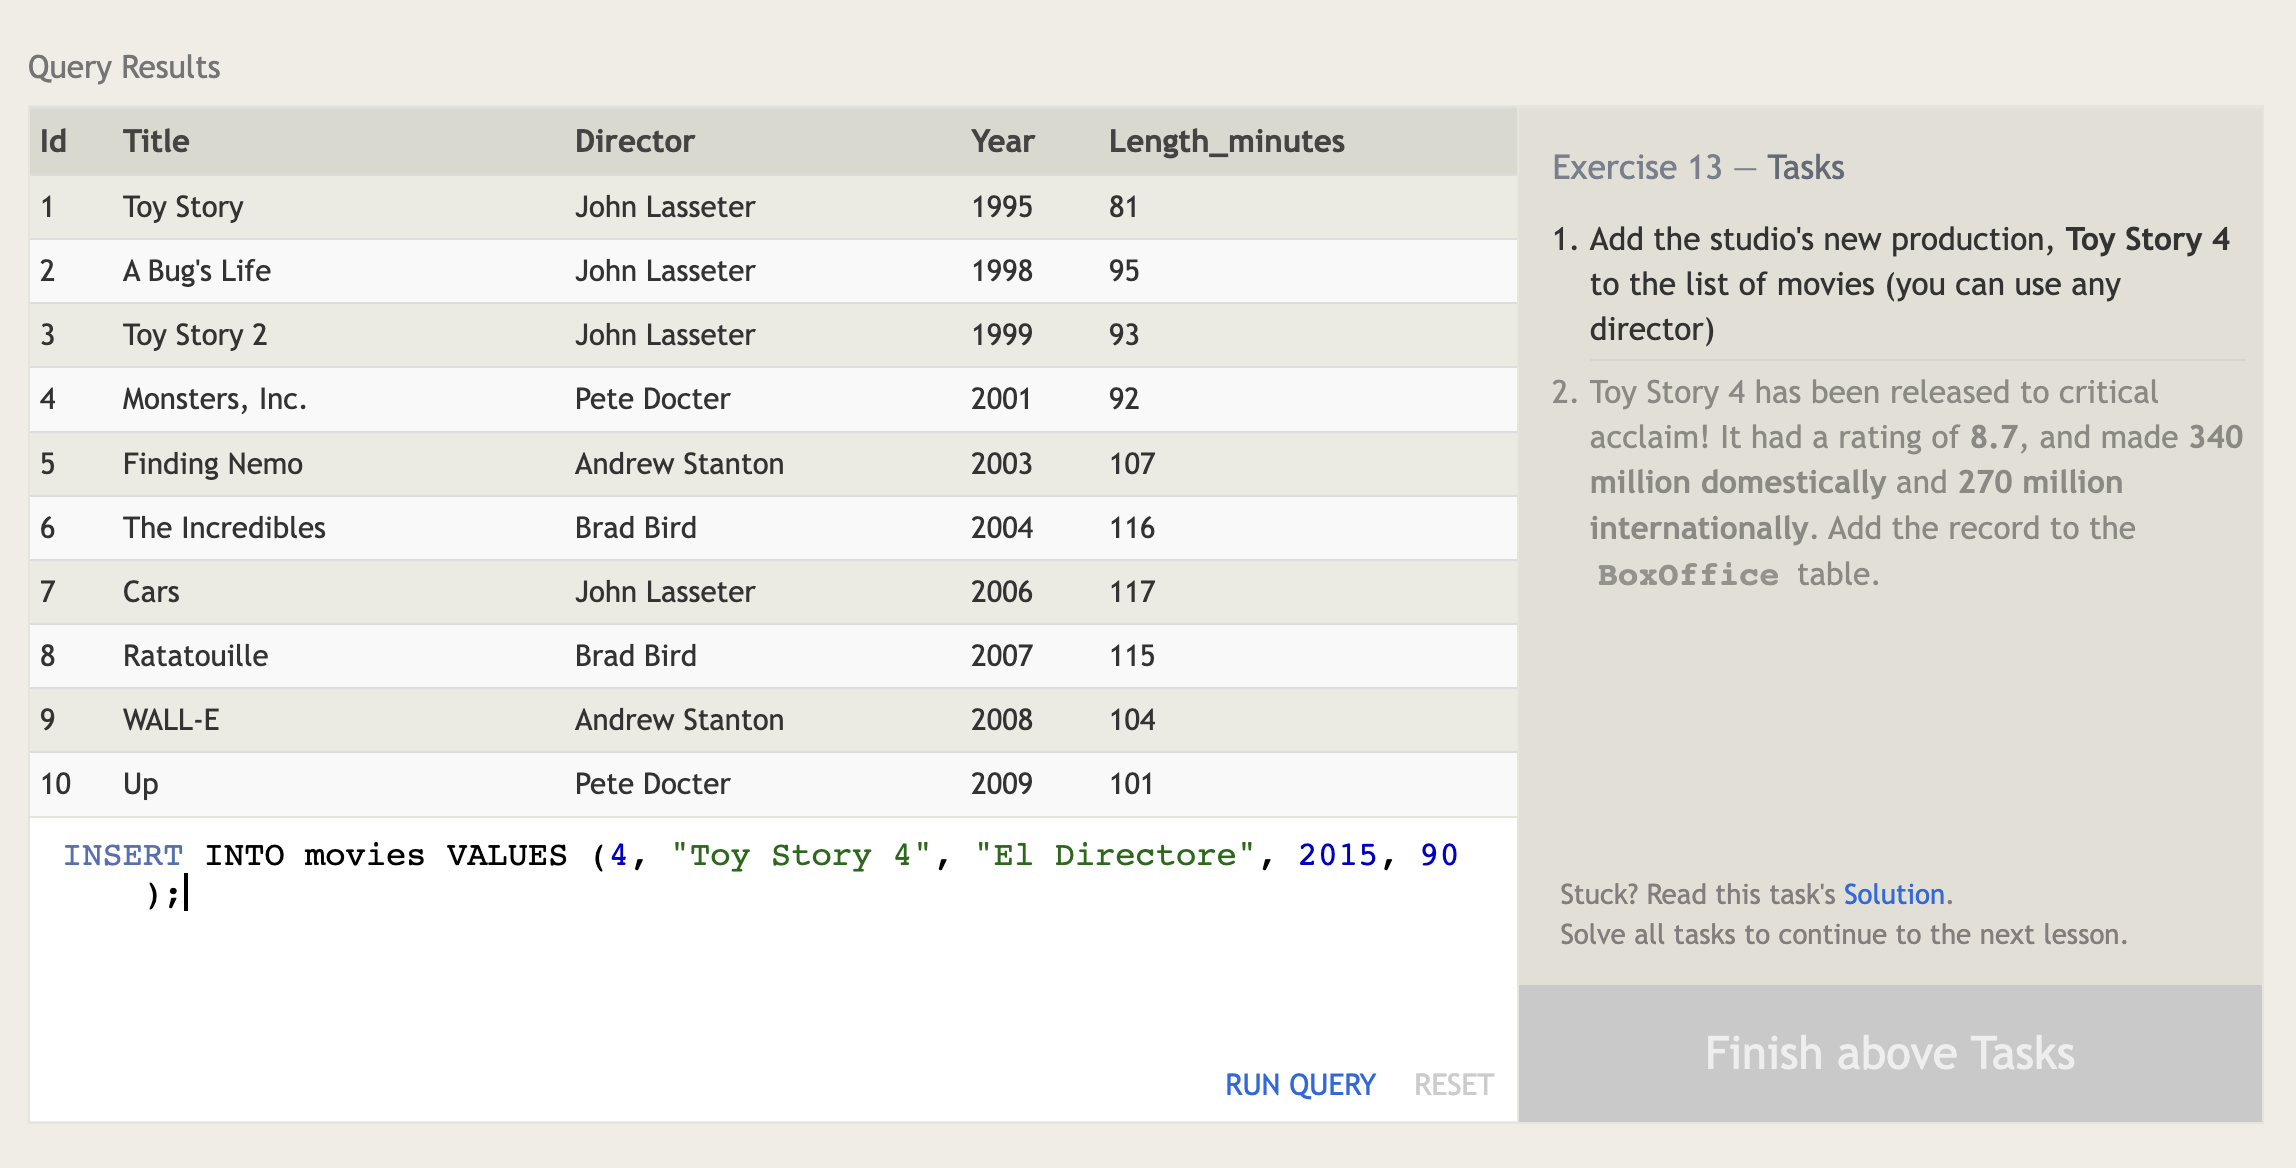 Query Results
Id Title Director Year Length_minutes
1 Toy Story John Lasseter 1995 81
2 A Bug's Life John Lasseter 1998 95
3 Toy Story 2 John Lasseter 1999 93
4 Monsters, Inc. Pete Docter 2001 92
5 Finding Nemo Andrew Stanton 2003 107
6 The Incredibles Brad Bird 2004 116
7 Cars John Lasseter 2006 117
8 Ratatouille Brad Bird 2007 115
9 WALL-E Andrew Stanton 2008 104
10 Up Pete Docter 2009 101
INSERT INTO movies VALUES (4, "Toy Story 4", "El Directore", 2015, 90
);
RUN QUERY RESET
Exercise 13 — Tasks
1. Add the studio's new production, Toy Story 4
to the list of movies (you can use any
director)
2. Toy Story 4 has been released to critical
acclaim! It had a rating of 8.7, and made 340
million domestically and 270 million
internationally. Add the record to the
BoxOffice table.
Stuck? Read this task's Solution.
Solve all tasks to continue to the next lesson.
Finish above Tasks